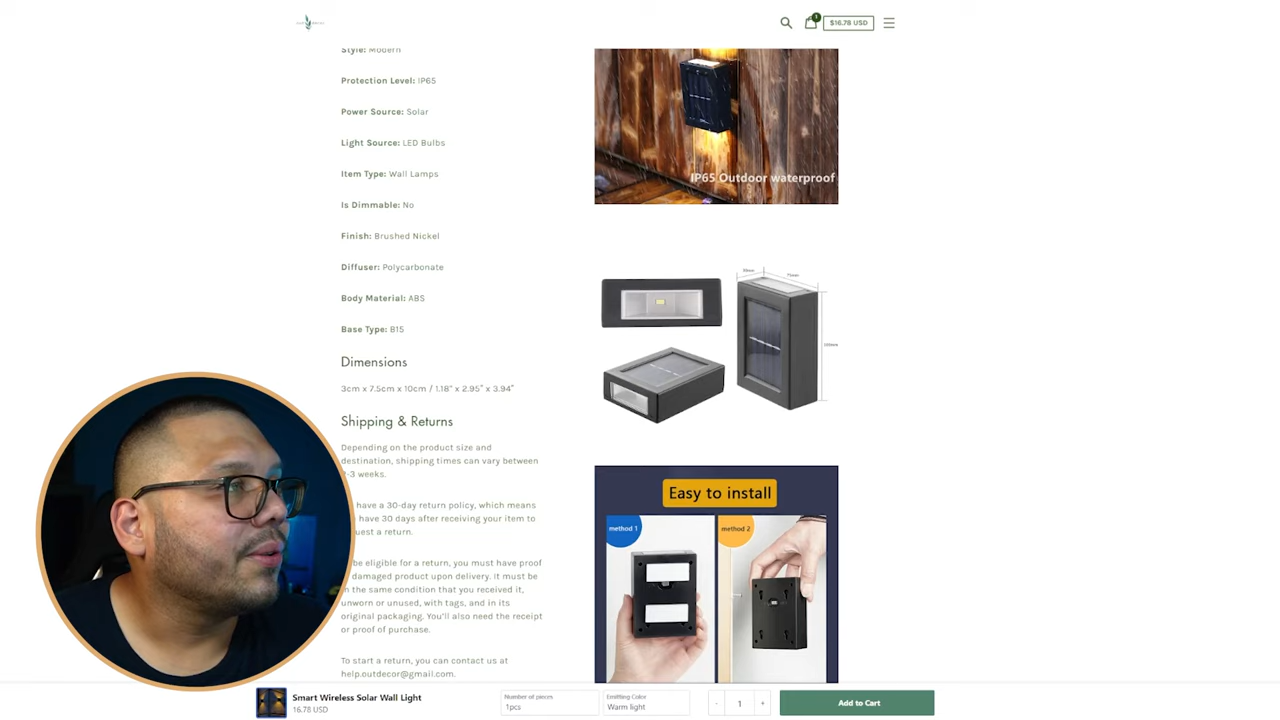 1
$16.78 USD
Style: Modern
Protection Level: IP65
Power Source: Solar
Light Source: LED Bulbs
Item Type: Wall Lamps
Is Dimmable: No
Finish: Brushed Nickel
Diffuser: Polycarbonate
Body Material: ABS
Base Type: B15
Dimensions
3cm x 7.5cm x 10cm / 1.18" x 2.95" x 3.94"
Shipping & Returns
Depending on the product size and
destination, shipping times can vary between
-3 weeks.
have a 30-day return policy, which means
have 30 days after receiving your item to
uest a return.
be eligible for a return, you must have proof
damaged product upon delivery. It must be
in the same condition that you received it,
unworn or unused, with tags, and in its
original packaging. You'll also need the receipt
or proof of purchase.
To start a return, you can contact us at
help.outdecor@gmail.com.
IP65 Outdoor waterproof
75mm
Easy to install
method 1
method 2
Smart Wireless Solar Wall Light
16.78 USD
Number of pieces
1pcs
Emitting Color
Warm light
- 1 +
Add to Cart